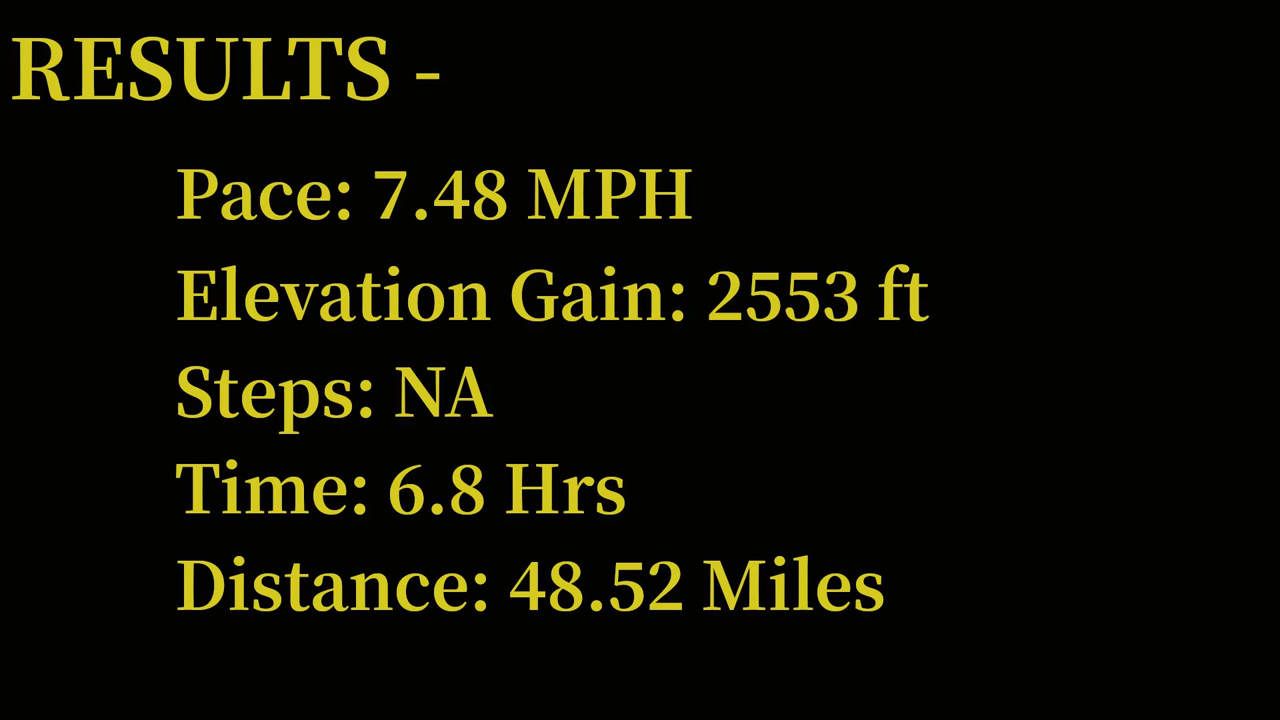 RESULTS -
Pace: 7.48 MPH
Elevation Gain: 2553 ft
Steps: NA
Time: 6.8 Hrs
Distance: 48.52 Miles